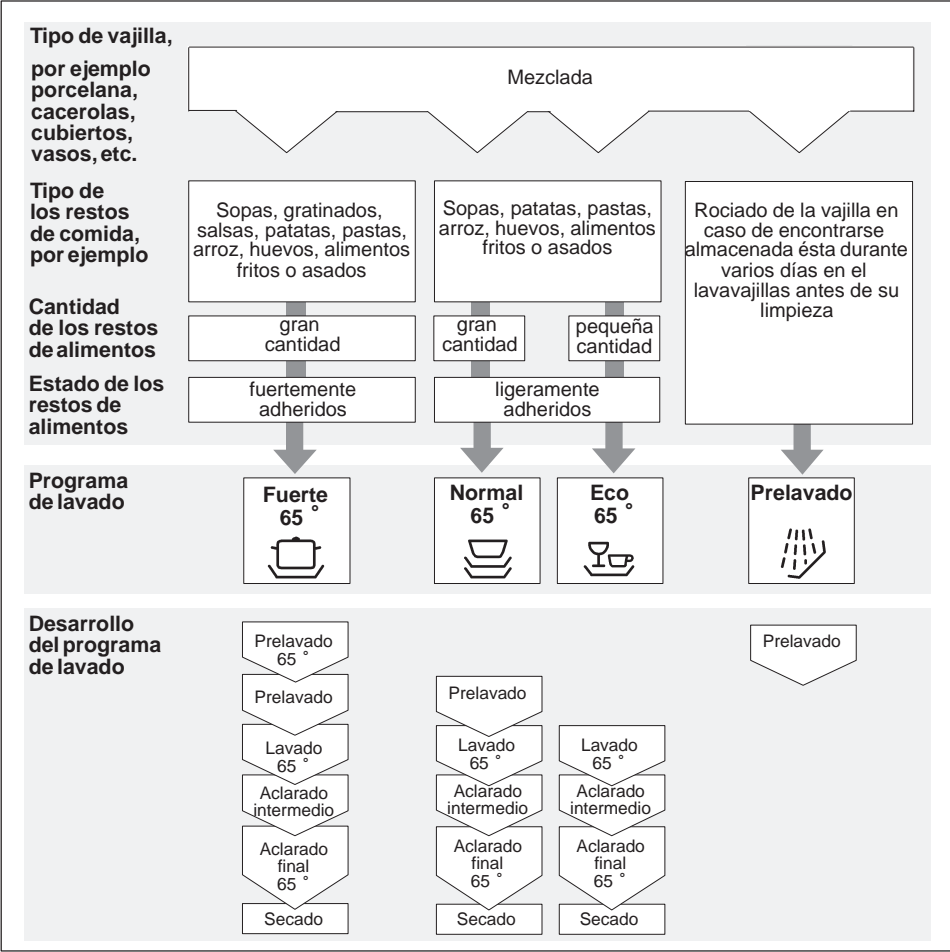 Tipo de vajilla,
por ejemplo
porcelana,
cacerolas,
cubiertos,
vasos, etc.
Mezclada
Tipo de
los restos
de comida,
por ejemplo
Sopas, gratinados,
salsas, patatas, pastas,
arroz, huevos, alimentos
fritos o asados
Sopas, patatas, pastas,
arroz, huevos, alimentos
fritos o asados
Rociado de la vajilla en
caso de encontrarse
almacenada ésta durante
varios días en el
lavavajillas antes de su
limpieza
Cantidad
de los restos
de alimentos
gran
cantidad
gran
cantidad
pequeña
cantidad
Estado de los
restos de
alimentos
fuertemente
adheridos
ligeramente
adheridos
Programa
de lavado
Fuerte
65 °
Normal
65 °
Eco
65 °
Prelavado
Desarrollo
del programa
de lavado
Prelavado
65 °
Prelavado
Lavado
65 °
Aclarado
intermedio
Aclarado
final
65 °
Secado
Prelavado
Lavado
65 °
Aclarado
intermedio
Aclarado
final
65 °
Secado
Lavado
65 °
Aclarado
intermedio
Aclarado
final
65 °
Secado
Prelavado